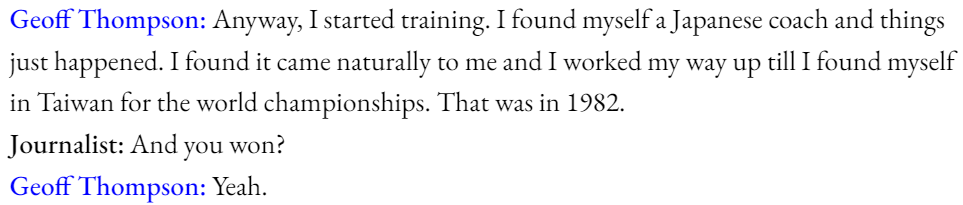 Geoff Thompson: Anyway, I started training. I found myself a Japanese coach and things
just happened. I found it came naturally to me and I worked my way up till I found myself
in Taiwan for the world championships. That was in 1982.
Journalist: And you won?
Geoff Thompson: Yeah.